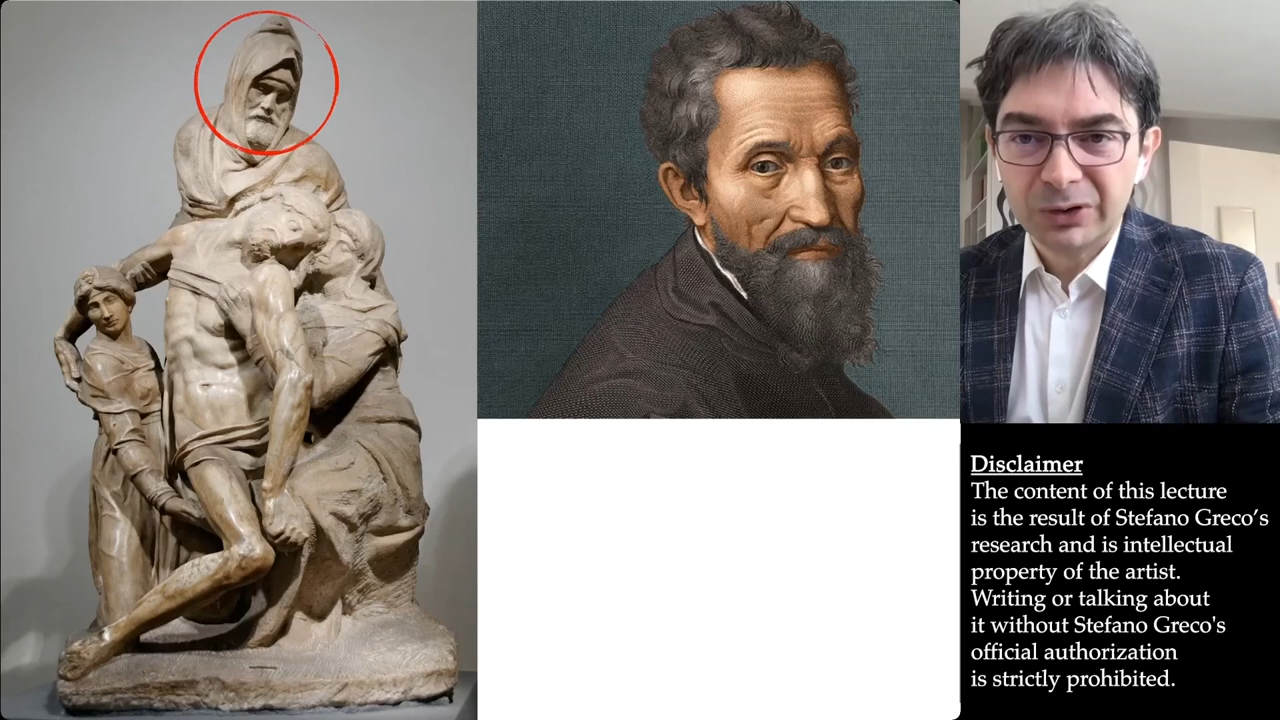 Disclaimer
The content of this lecture
is the result of Stefano Greco’s
research and is intellectual
property of the artist.
Writing or talking about
it without Stefano Greco's
official authorization
is strictly prohibited.